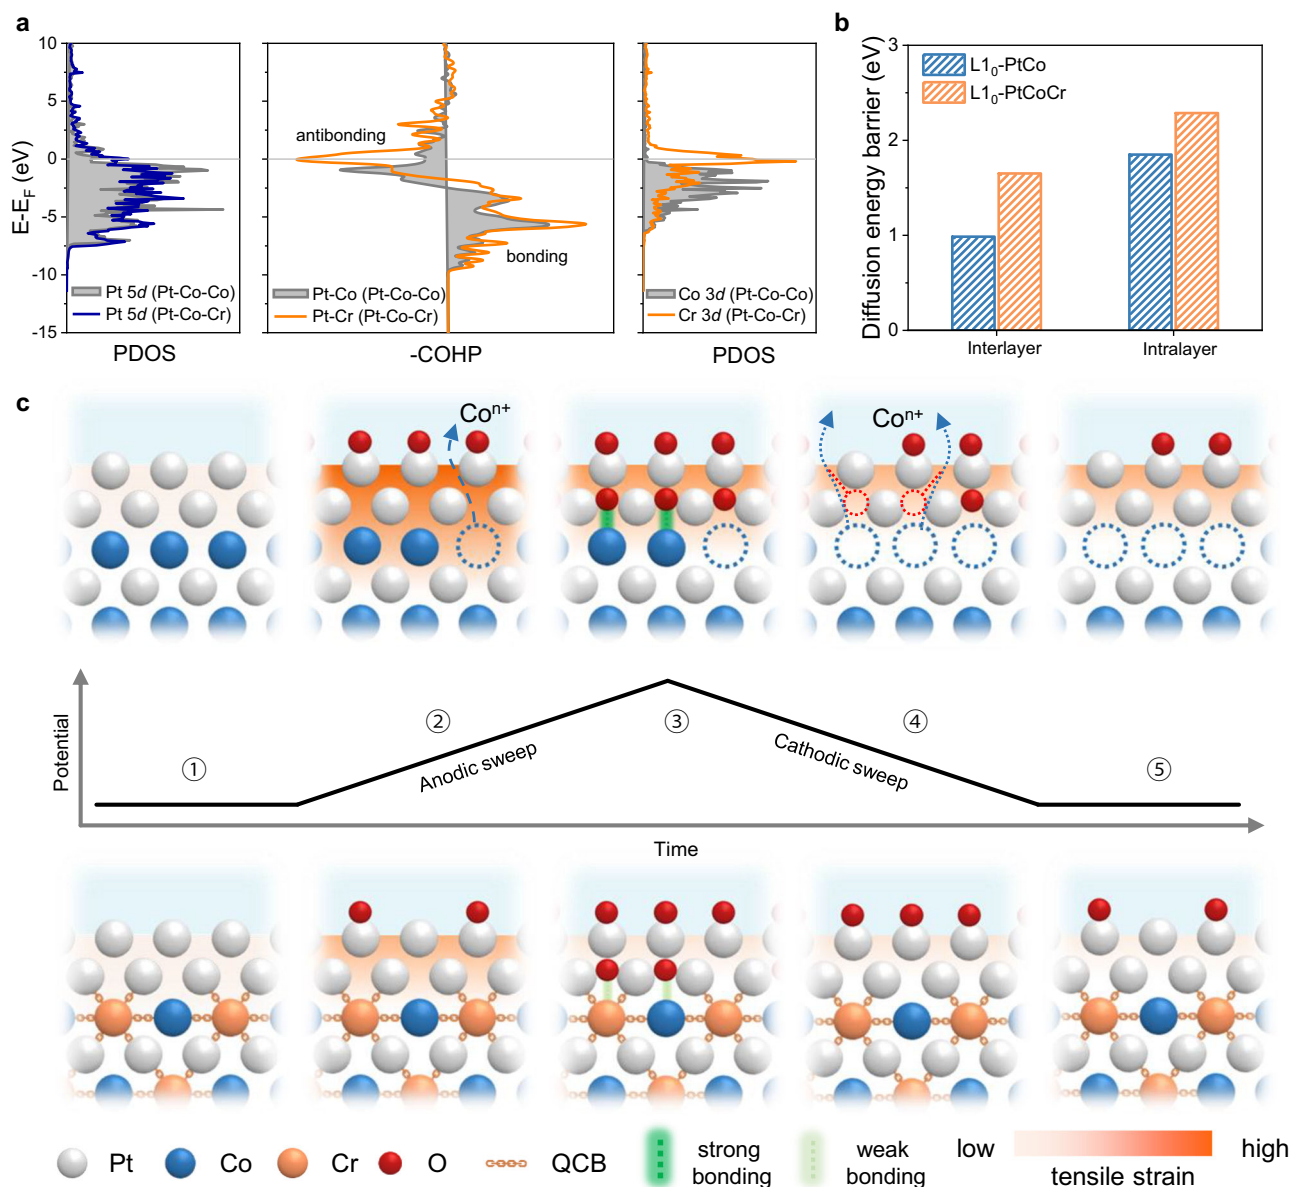 a
10
5
0
-5
-10
-15
E-E_F (eV)
Pt 5d (Pt-Co-Co)
Pt 5d (Pt-Co-Cr)
PDOS
antibonding
bonding
Pt-Co (Pt-Co-Co)
Pt-Cr (Pt-Co-Cr)
-COHP
Co 3d (Pt-Co-Co)
Cr 3d (Pt-Co-Cr)
PDOS
b
3
2
1
0
Diffusion energy barrier (eV)
L1₀-PtCo
L1₀-PtCoCr
Interlayer
Intralayer
c
Coⁿ⁺
Coⁿ⁺
Potential
①
②
Anodic sweep
③
Cathodic sweep
④
⑤
Time
Pt
Co
Cr
O
QCB
strong
bonding
weak
bonding
low
high
tensile strain